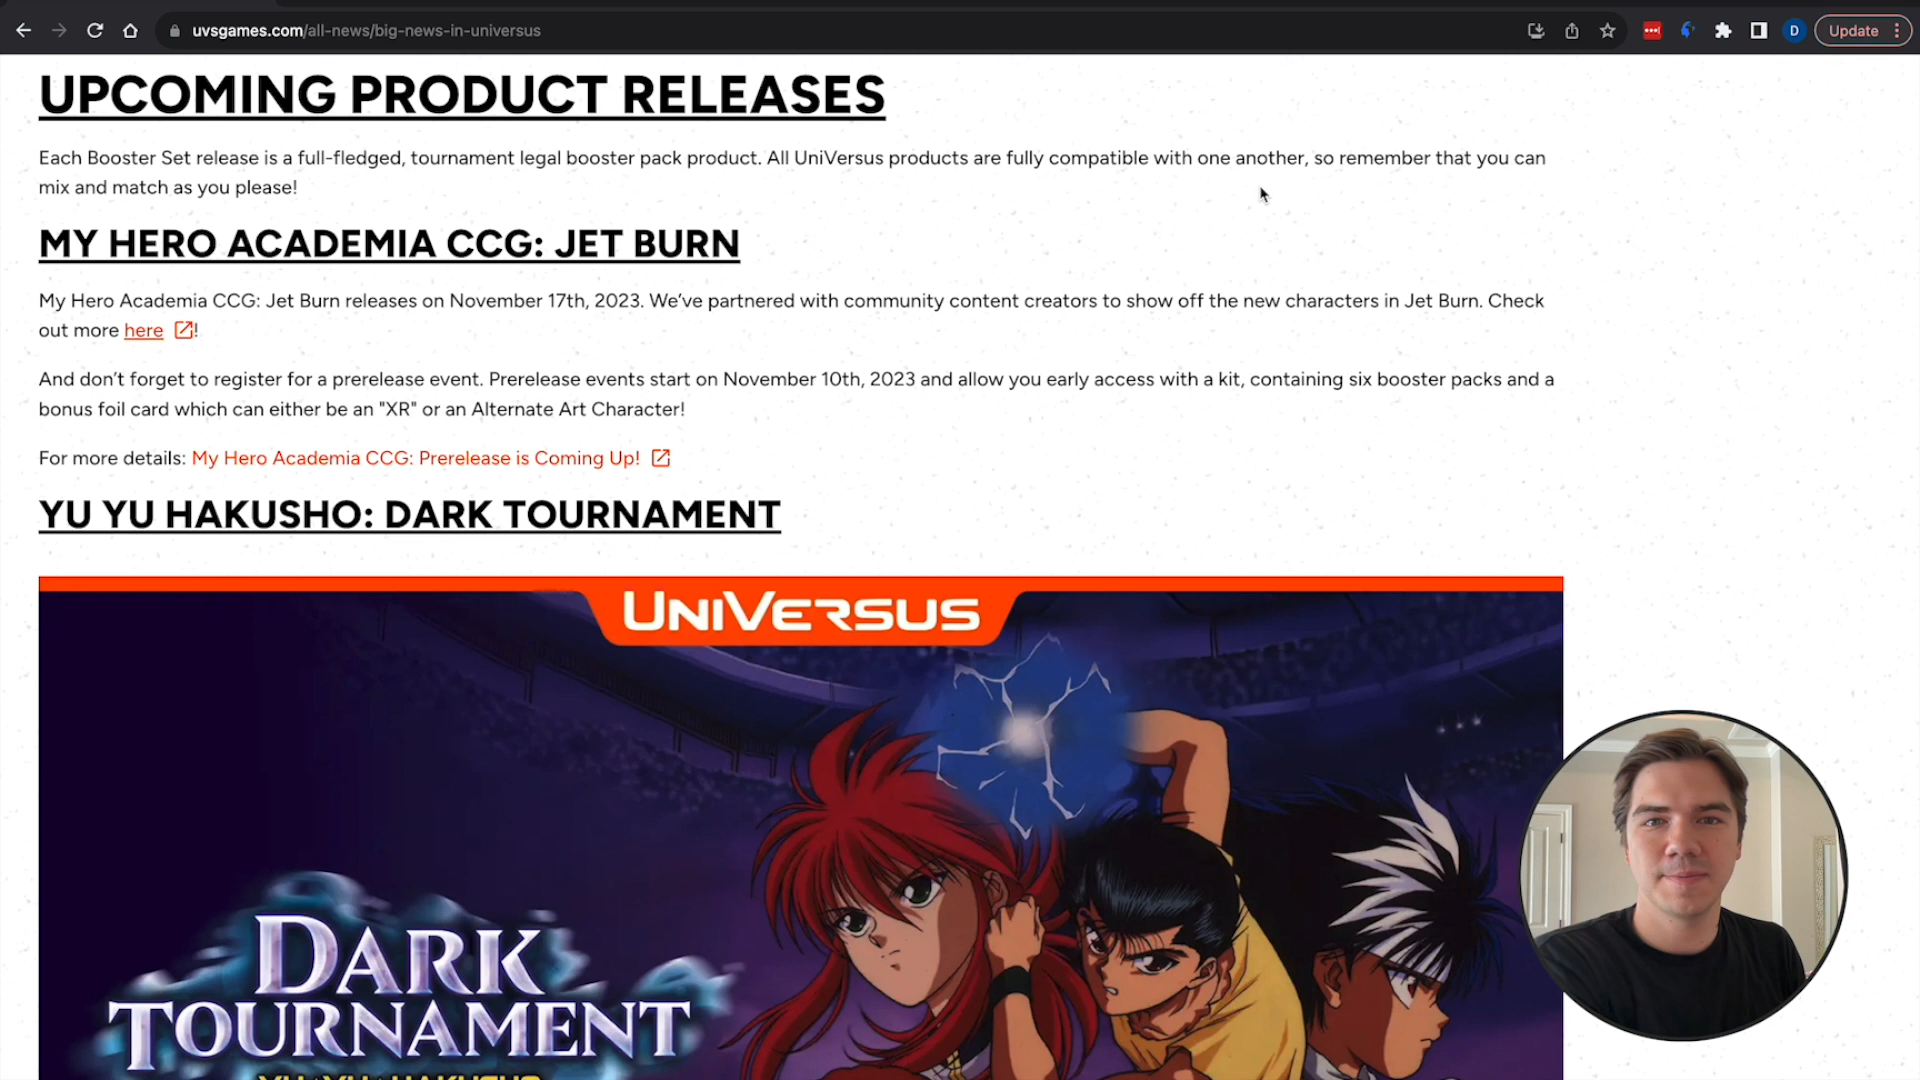 uvsgames.com/all-news/big-news-in-universus
D
Update
UPCOMING PRODUCT RELEASES
Each Booster Set release is a full-fledged, tournament legal booster pack product. All UniVersus products are fully compatible with one another, so remember that you can
mix and match as you please!
MY HERO ACADEMIA CCG: JET BURN
My Hero Academia CCG: Jet Burn releases on November 17th, 2023. We’ve partnered with community content creators to show off the new characters in Jet Burn. Check
out more here !
And don’t forget to register for a prerelease event. Prerelease events start on November 10th, 2023 and allow you early access with a kit, containing six booster packs and a
bonus foil card which can either be an "XR" or an Alternate Art Character!
For more details: My Hero Academia CCG: Prerelease is Coming Up!
YU YU HAKUSHO: DARK TOURNAMENT
UNIVERSUS
DARK
TOURNAMENT